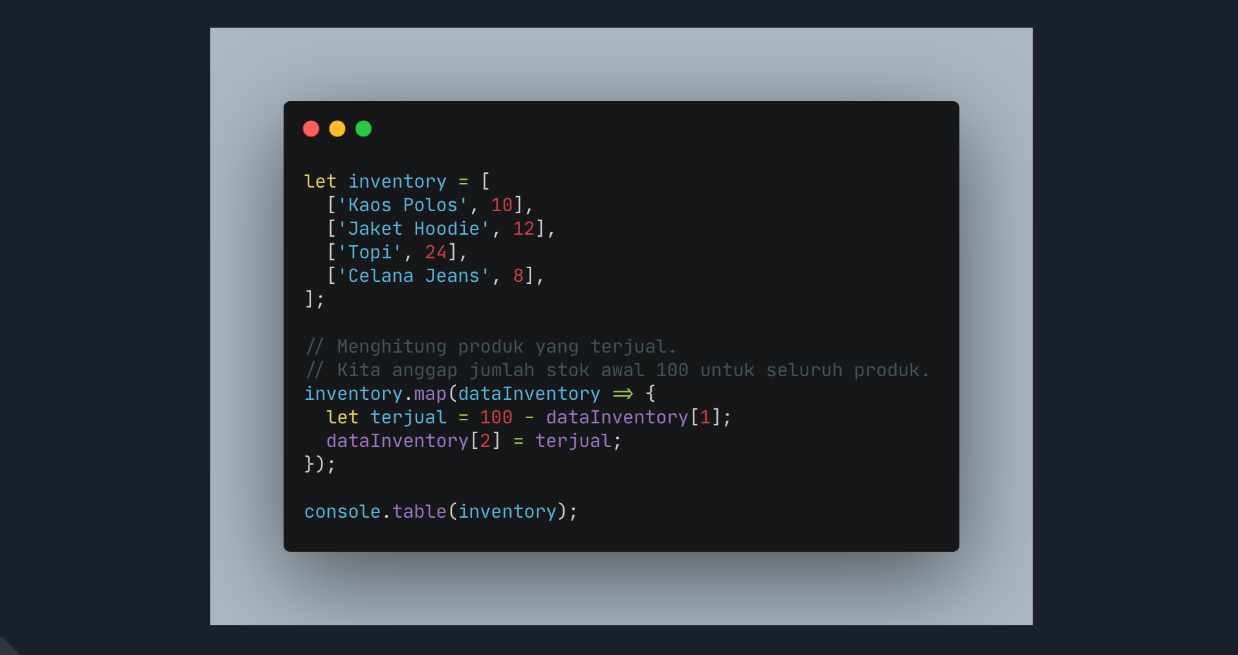 let inventory = [
  ['Kaos Polos', 10],
  ['Jaket Hoodie', 12],
  ['Topi', 24],
  ['Celana Jeans', 8],
];
// Menghitung produk yang terjual.
// Kita anggap jumlah stok awal 100 untuk seluruh produk.
inventory.map(dataInventory => {
  let terjual = 100 - dataInventory[1];
  dataInventory[2] = terjual;
});
console.table(inventory);